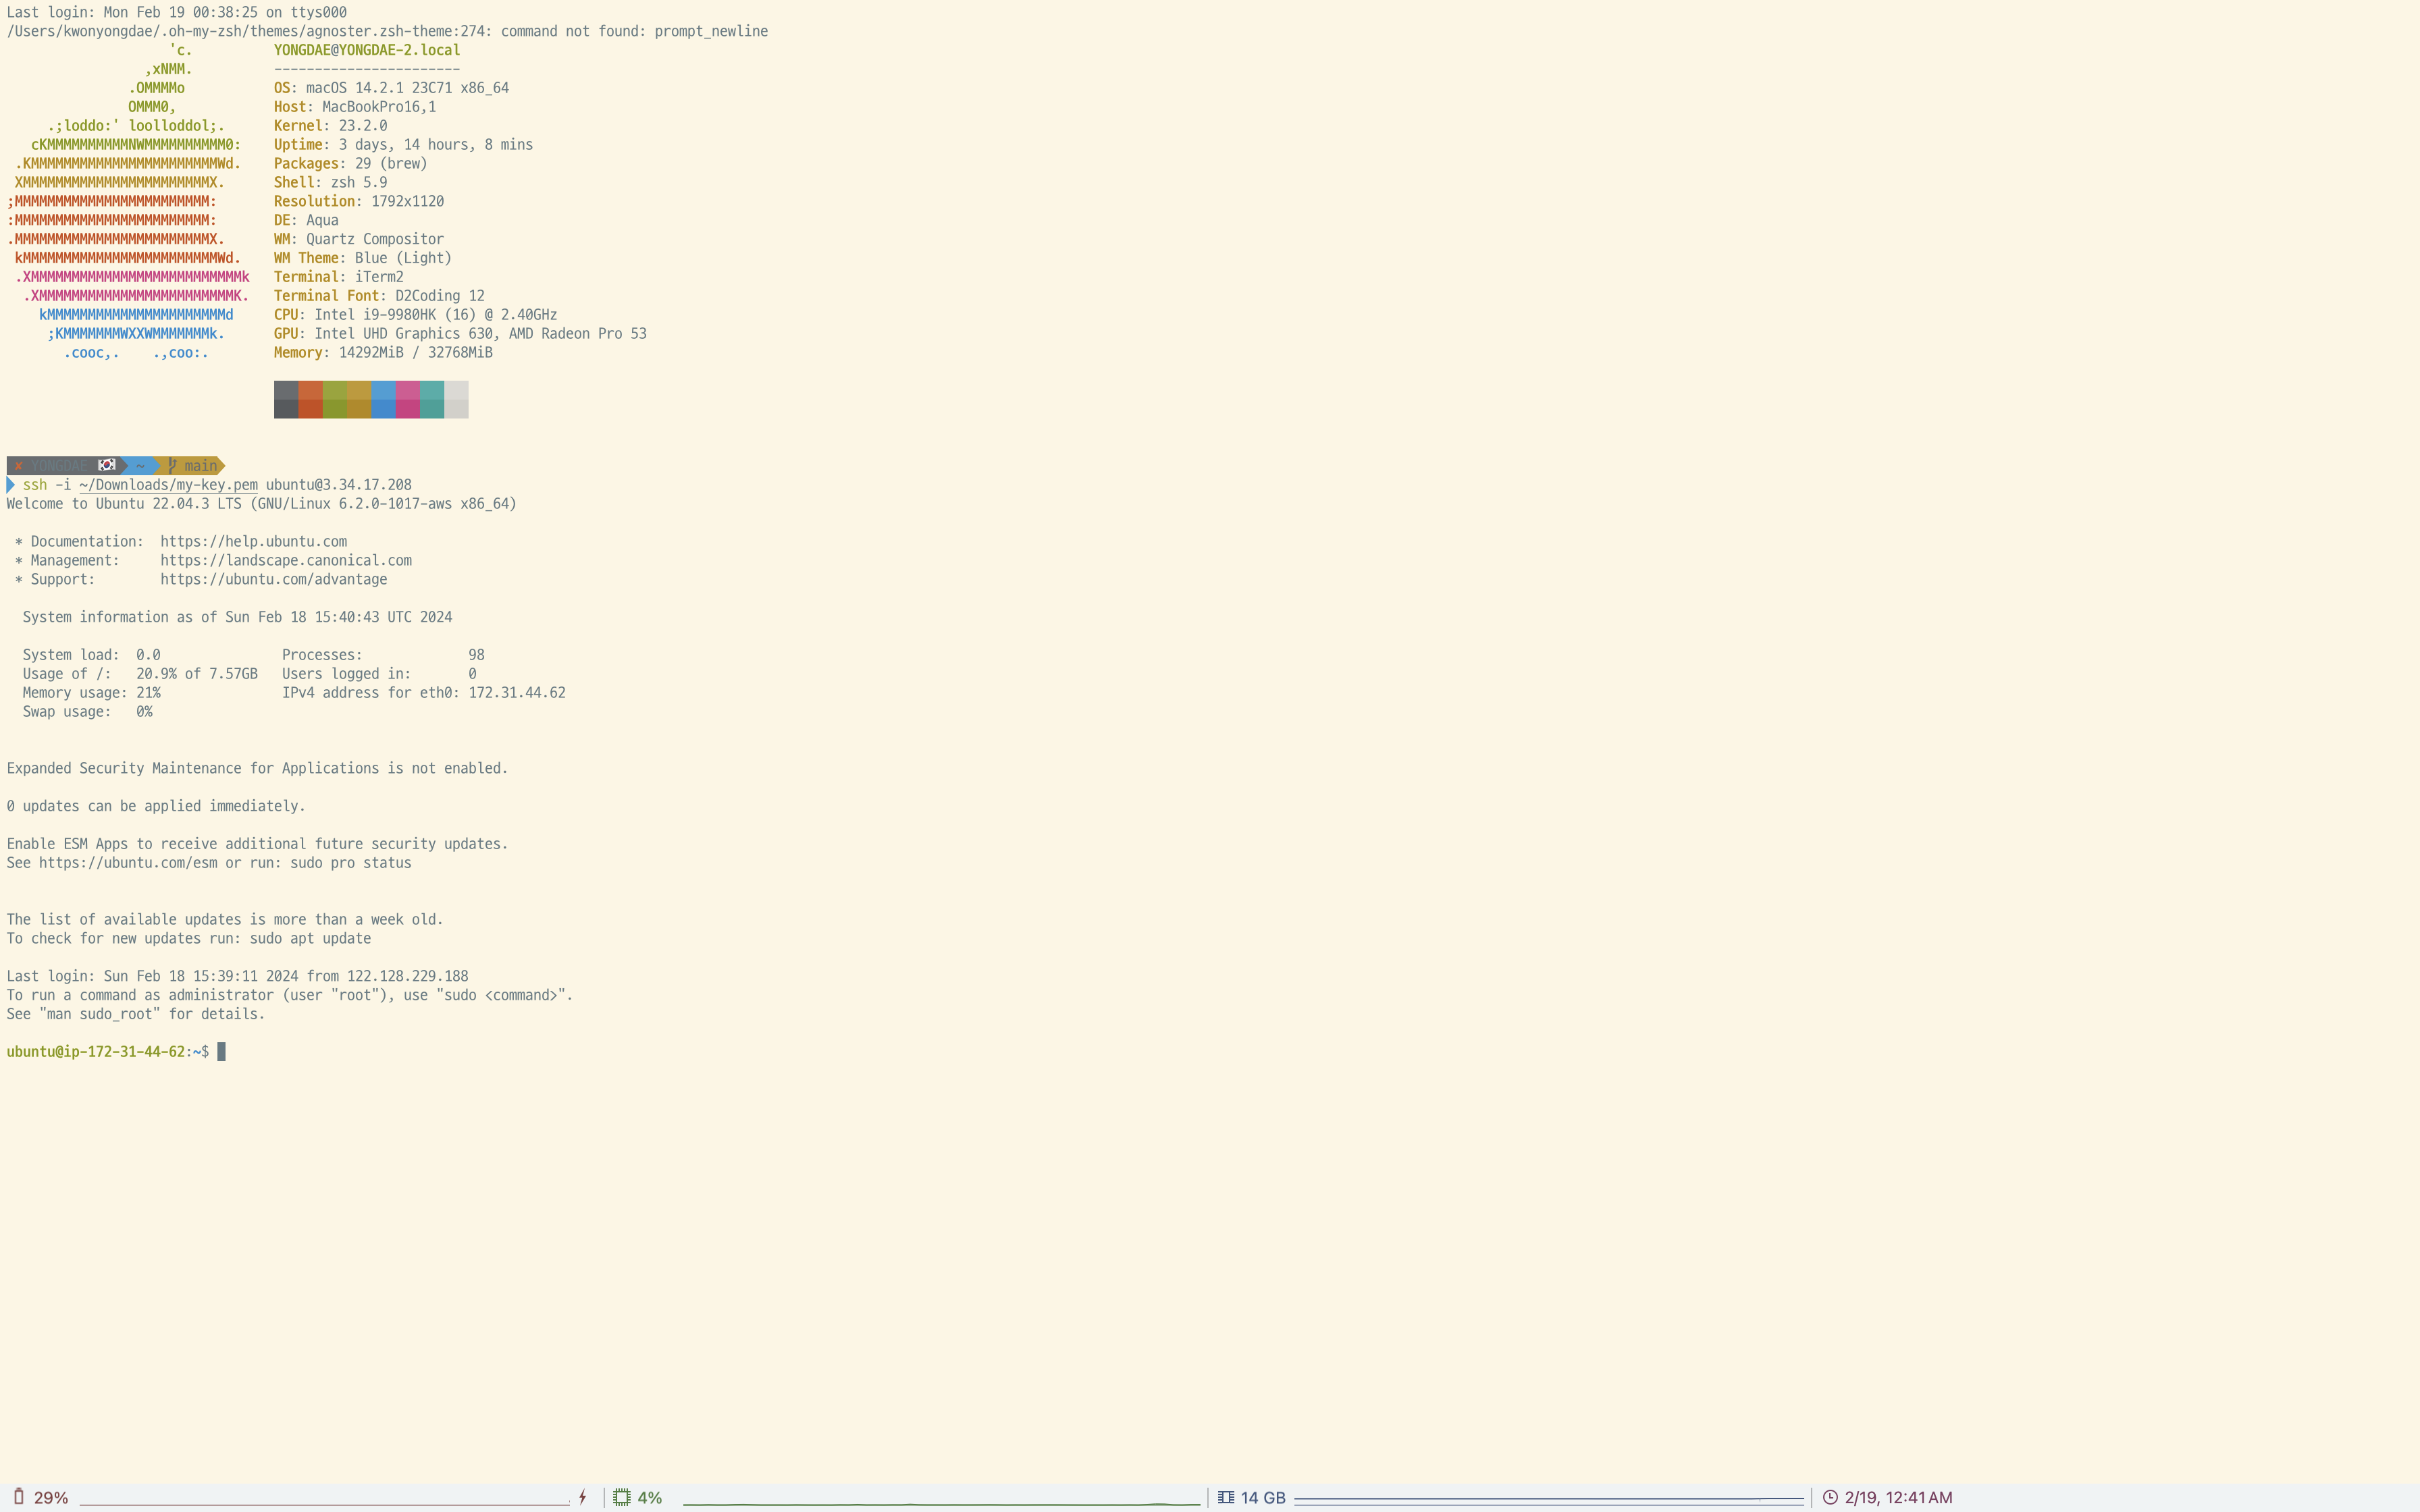 Last login: Mon Feb 19 00:38:25 on ttys000
/Users/kwonyongdae/.oh-my-zsh/themes/agnoster.zsh-theme:274: command not found: prompt_newline
                    'c.          YONGDAE@YONGDAE-2.local
                 ,xNMM.          -----------------------
               .OMMMMo           OS: macOS 14.2.1 23C71 x86_64
               OMMM0,            Host: MacBookPro16,1
     .;loddo:' loolloddol;.      Kernel: 23.2.0
   cKMMMMMMMMMMNWMMMMMMMMMM0:    Uptime: 3 days, 14 hours, 8 mins
 .KMMMMMMMMMMMMMMMMMMMMMMMWd.    Packages: 29 (brew)
 XMMMMMMMMMMMMMMMMMMMMMMMX.      Shell: zsh 5.9
;MMMMMMMMMMMMMMMMMMMMMMMM:       Resolution: 1792x1120
:MMMMMMMMMMMMMMMMMMMMMMMM:       DE: Aqua
.MMMMMMMMMMMMMMMMMMMMMMMMX.      WM: Quartz Compositor
 kMMMMMMMMMMMMMMMMMMMMMMMMWd.    WM Theme: Blue (Light)
 .XMMMMMMMMMMMMMMMMMMMMMMMMMMk   Terminal: iTerm2
  .XMMMMMMMMMMMMMMMMMMMMMMMMK.   Terminal Font: D2Coding 12
    kMMMMMMMMMMMMMMMMMMMMMMd     CPU: Intel i9-9980HK (16) @ 2.40GHz
     ;KMMMMMMMWXXWMMMMMMMk.      GPU: Intel UHD Graphics 630, AMD Radeon Pro 53
       .cooc,.    .,coo:.        Memory: 14292MiB / 32768MiB
✘ YONGDAE 🇰🇷 ~ main
ssh -i ~/Downloads/my-key.pem ubuntu@3.34.17.208
Welcome to Ubuntu 22.04.3 LTS (GNU/Linux 6.2.0-1017-aws x86_64)
 * Documentation:  https://help.ubuntu.com
 * Management:     https://landscape.canonical.com
 * Support:        https://ubuntu.com/advantage
  System information as of Sun Feb 18 15:40:43 UTC 2024
  System load:  0.0               Processes:             98
  Usage of /:   20.9% of 7.57GB   Users logged in:       0
  Memory usage: 21%               IPv4 address for eth0: 172.31.44.62
  Swap usage:   0%
Expanded Security Maintenance for Applications is not enabled.
0 updates can be applied immediately.
Enable ESM Apps to receive additional future security updates.
See https://ubuntu.com/esm or run: sudo pro status
The list of available updates is more than a week old.
To check for new updates run: sudo apt update
Last login: Sun Feb 18 15:39:11 2024 from 122.128.229.188
To run a command as administrator (user "root"), use "sudo <command>".
See "man sudo_root" for details.
ubuntu@ip-172-31-44-62:~$
29% 4% 14 GB 2/19, 12:41 AM